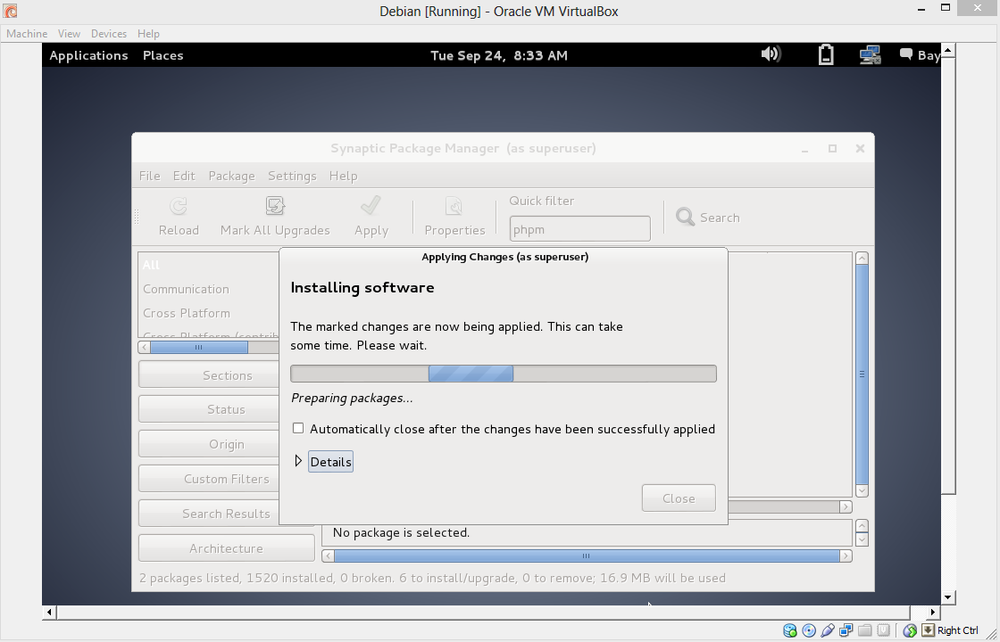 Debian [Running] - Oracle VM VirtualBox
Machine View Devices Help
Applications Places Tue Sep 24, 8:33 AM Bay
Synaptic Package Manager (as superuser)
File Edit Package Settings Help
Reload Mark All Upgrades Apply Properties Quick filter phpm Search
All
Communication
Cross Platform
Cross Platform (contrib
Sections
Status
Origin
Custom Filters
Search Results
Architecture
Applying Changes (as superuser)
Installing software
The marked changes are now being applied. This can take
some time. Please wait.
Preparing packages...
Automatically close after the changes have been successfully applied
Details
Close
No package is selected.
2 packages listed, 1520 installed, 0 broken. 6 to install/upgrade, 0 to remove; 16.9 MB will be used
Right Ctrl